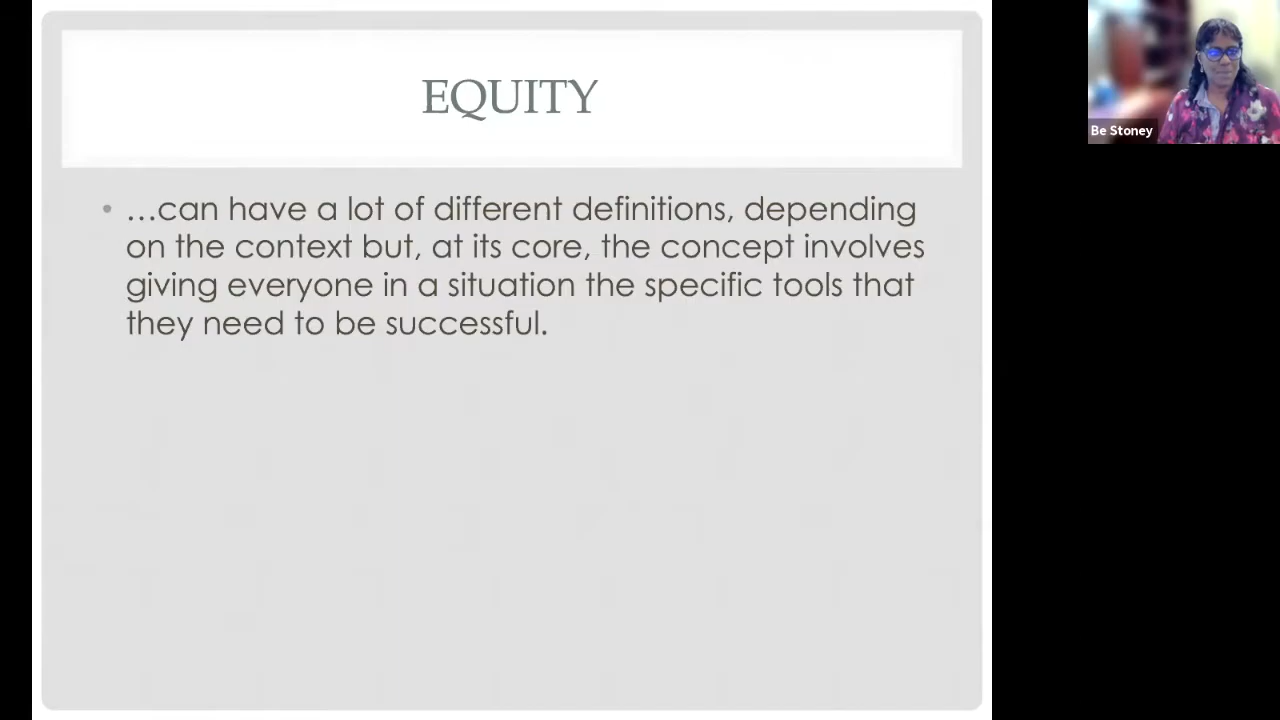 EQUITY
• …can have a lot of different definitions, depending
on the context but, at its core, the concept involves
giving everyone in a situation the specific tools that
they need to be successful.
Be Stoney